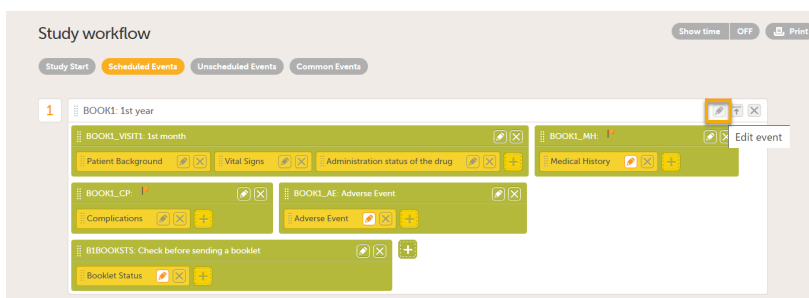 Study workflow
Show time OFF Print
Study Start Scheduled Events Unscheduled Events Common Events
1 BOOK1: 1st year
Edit event
BOOK1_VISIT1: 1st month
Patient Background Vital Signs Administration status of the drug
BOOK1_MH:
Medical History
BOOK1_CP:
Complications
BOOK1_AE: Adverse Event
Adverse Event
B1BOOKSTS: Check before sending a booklet
Booklet Status